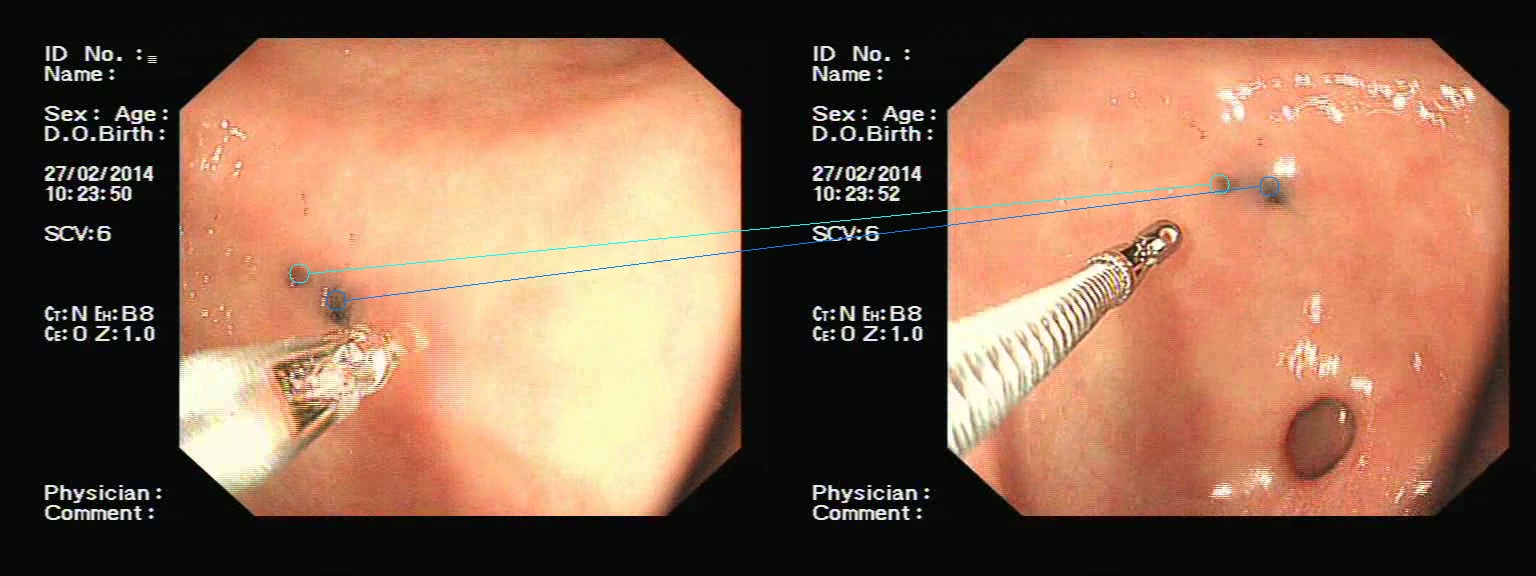 ID No. :
Name:
Sex: Age:
D.O.Birth:
27/02/2014
10:23:50
SCV:6
CT:N EH:B8
CE:0 Z:1.0
Physician:
Comment:
ID No. :
Name:
Sex: Age:
D.O.Birth:
27/02/2014
10:23:52
SCV:6
CT:N EH:B8
CE:0 Z:1.0
Physician:
Comment: